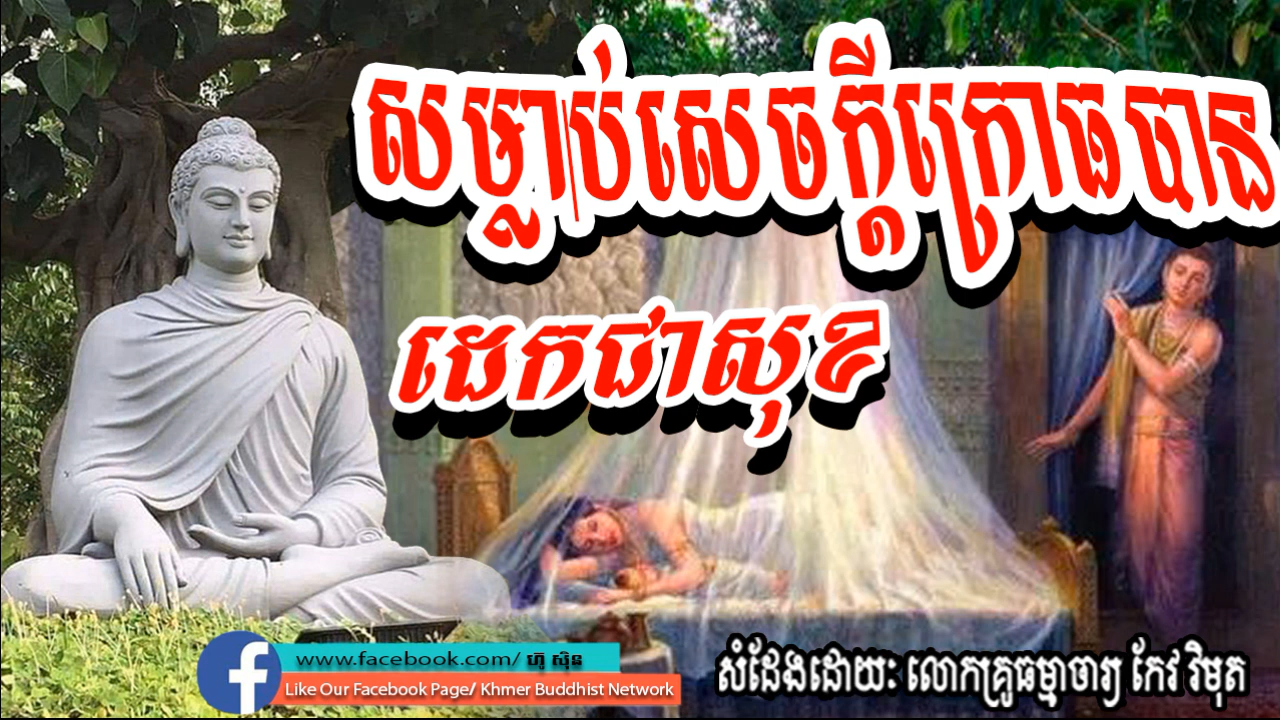 សម្លាប់សេចក្តីក្រោធបាន
ដេកជាសុខ
www.facebook.com/ ហ៊ូ ស៊ិន
Like Our Facebook Page/ Khmer Buddhist Network
សំដែងដោយៈ លោកគ្រូធម្មាចារ្យ កែវ វិមុត